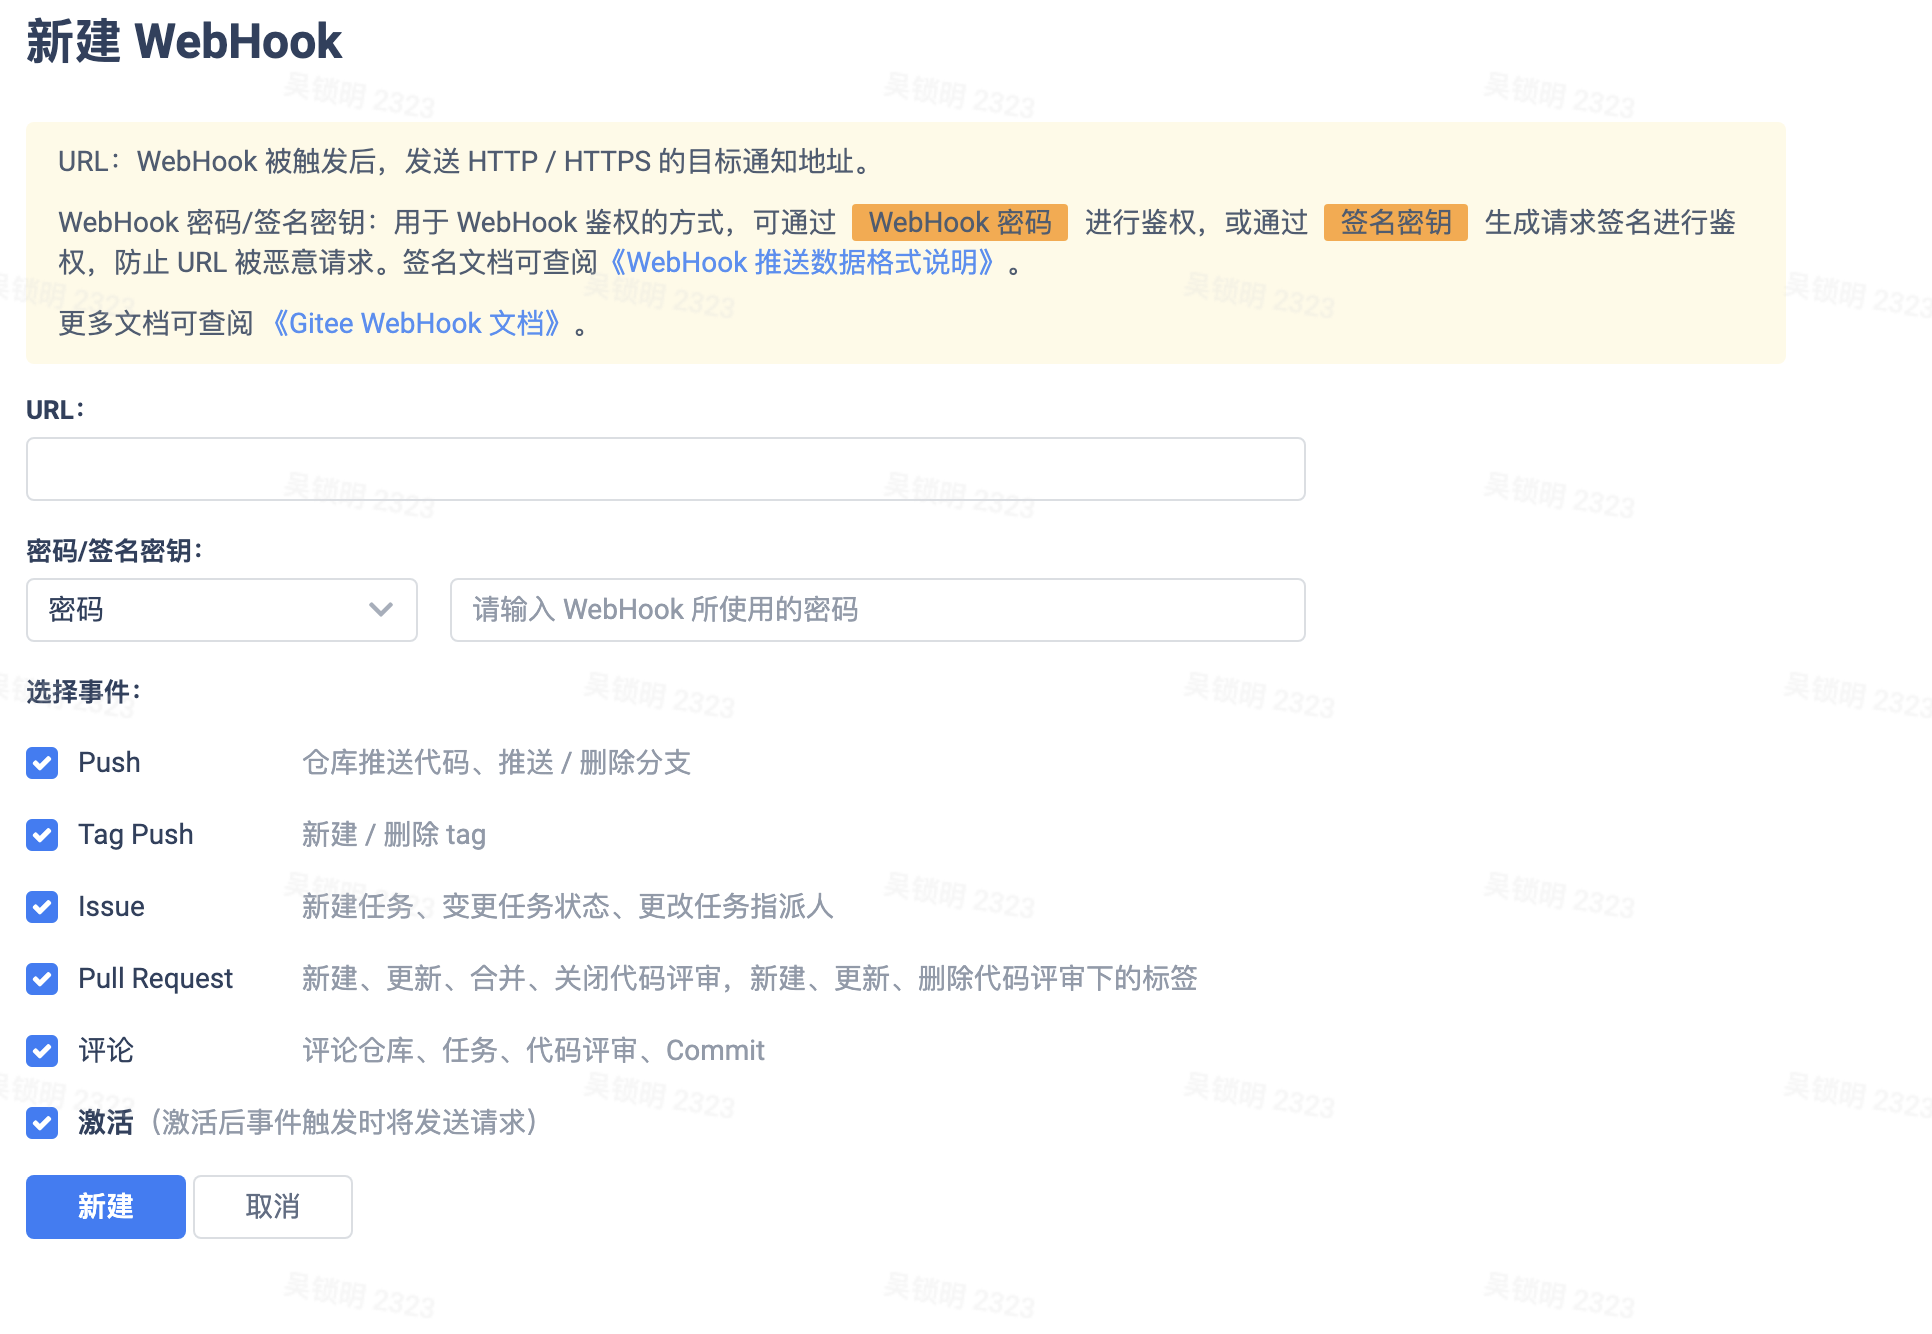 新建 WebHook
URL：WebHook 被触发后，发送 HTTP / HTTPS 的目标通知地址。
WebHook 密码/签名密钥：用于 WebHook 鉴权的方式，可通过 WebHook 密码 进行鉴权，或通过 签名密钥 生成请求签名进行鉴
权，防止 URL 被恶意请求。签名文档可查阅《WebHook 推送数据格式说明》。
更多文档可查阅 《Gitee WebHook 文档》。
URL：
密码/签名密钥：
密码 请输入 WebHook 所使用的密码
选择事件：
Push 仓库推送代码、推送 / 删除分支
Tag Push 新建 / 删除 tag
Issue 新建任务、变更任务状态、更改任务指派人
Pull Request 新建、更新、合并、关闭代码评审，新建、更新、删除代码评审下的标签
评论 评论仓库、任务、代码评审、Commit
激活（激活后事件触发时将发送请求）
新建 取消
吴锁明 2323